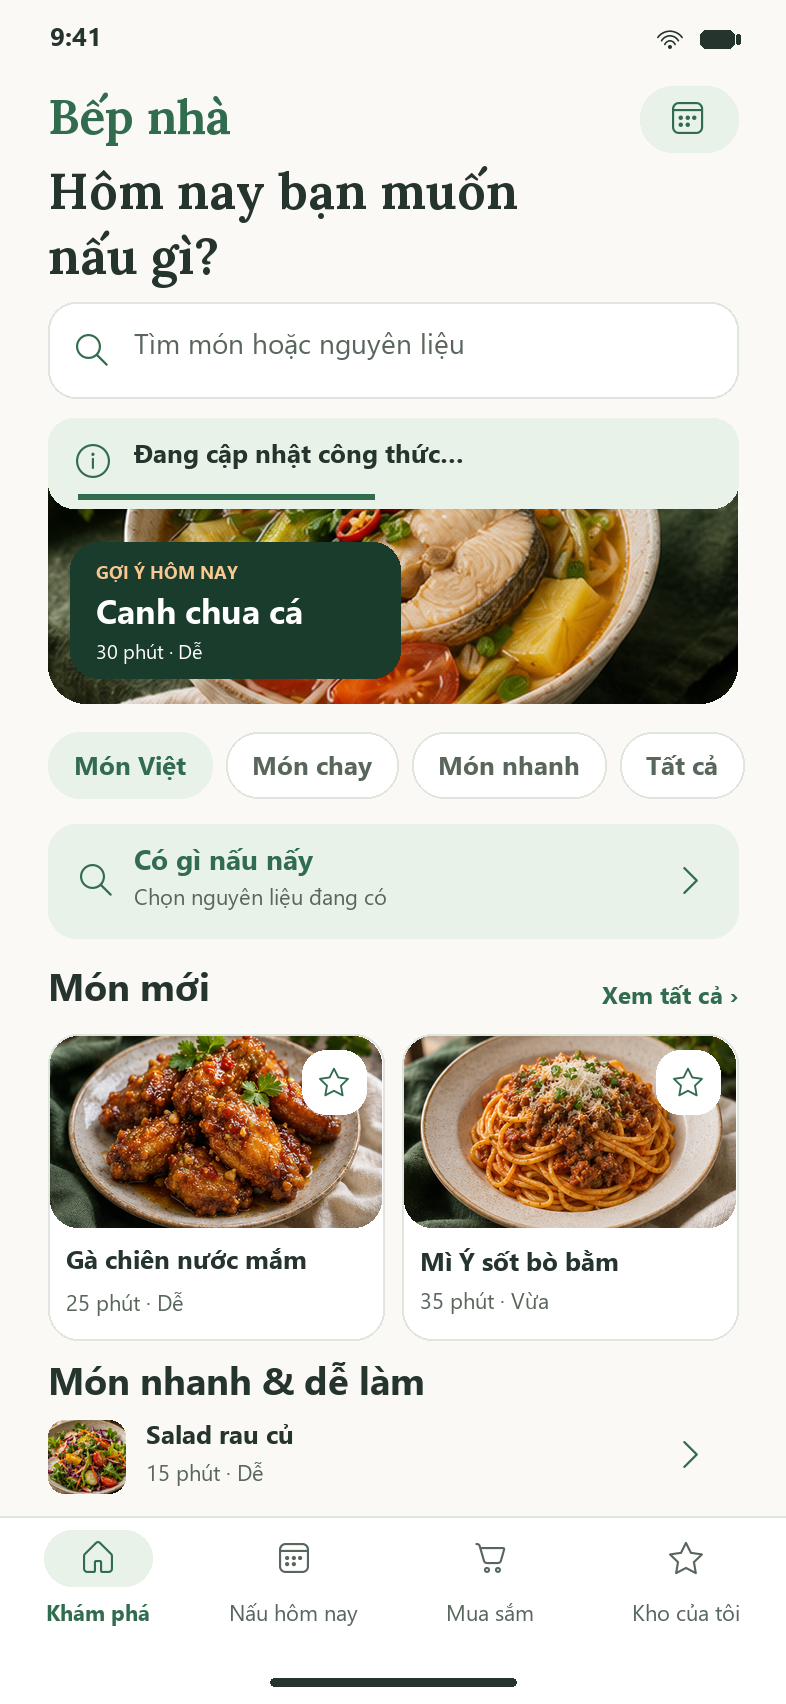 9:41
Bếp nhà
Hôm nay bạn muốn
nấu gì?
Tìm món hoặc nguyên liệu
Đang cập nhật công thức...
GỢI Ý HÔM NAY
Canh chua cá
30 phút · Dễ
Món Việt
Món chay
Món nhanh
Tất cả
Có gì nấu nấy
Chọn nguyên liệu đang có
Món mới
Xem tất cả ›
Gà chiên nước mắm
25 phút · Dễ
Mì Ý sốt bò bằm
35 phút · Vừa
Món nhanh & dễ làm
Salad rau củ
15 phút · Dễ
Khám phá
Nấu hôm nay
Mua sắm
Kho của tôi